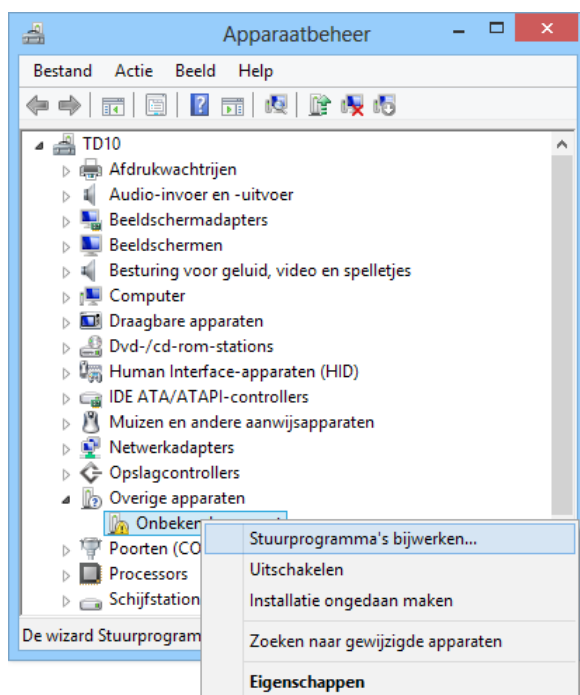 Apparaatbeheer
Bestand Actie Beeld Help
TD10
Afdrukwachtrijen
Audio-invoer en -uitvoer
Beeldschermadapters
Beeldschermen
Besturing voor geluid, video en spelletjes
Computer
Draagbare apparaten
Dvd-/cd-rom-stations
Human Interface-apparaten (HID)
IDE ATA/ATAPI-controllers
Muizen en andere aanwijsapparaten
Netwerkadapters
Opslagcontrollers
Overige apparaten
Poorten (CO
Processors
Schijfstation
De wizard Stuurprogram
Stuurprogramma's bijwerken...
Uitschakelen
Installatie ongedaan maken
Zoeken naar gewijzigde apparaten
Eigenschappen